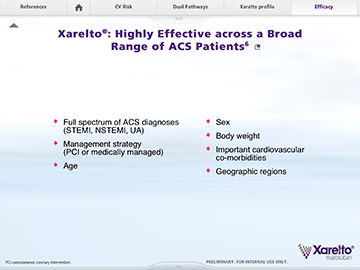 References
CV Risk
Dual Pathways
Xarelto profile
Efficacy
Xarelto®: Highly Effective across a Broad
Range of ACS Patients6
Full spectrum of ACS diagnoses
(STEMI, NSTEMI, UA)
Management strategy
(PCI or medically managed)
Age
Sex
Body weight
Important cardiovascular
co-morbidities
Geographic regions
PCI=percutaneous coronary intervention.
PRELIMINARY. FOR INTERNAL USE ONLY.
Xarelto®
rivaroxaban